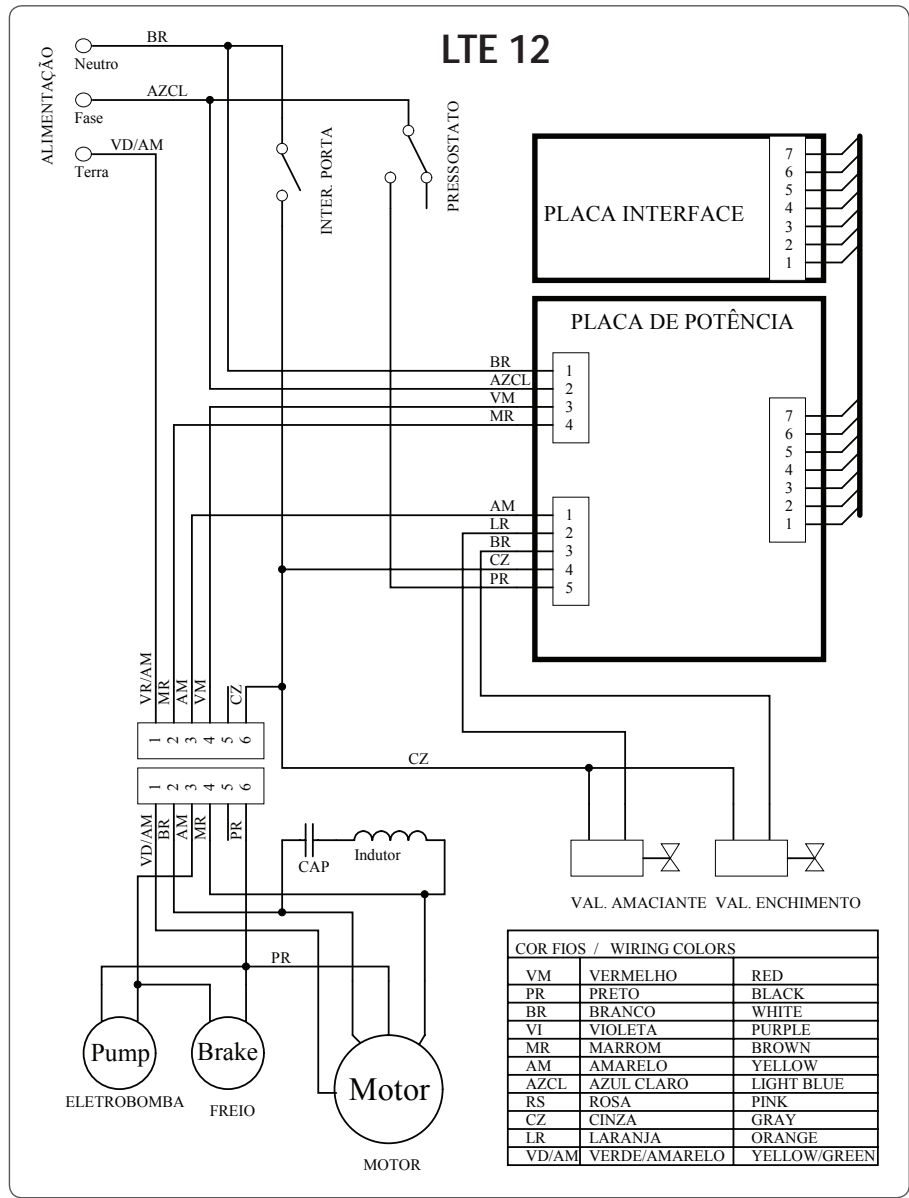 LTE 12
ALIMENTAÇÃO
BR
Neutro
AZCL
Fase
VD/AM
Terra
INTER. PORTA
PRESSOSTATO
PLACA INTERFACE
7
6
5
4
3
2
1
PLACA DE POTÊNCIA
BR
AZCL
VM
MR
1
2
3
4
7
6
5
4
3
2
1
AM
LR
BR
CZ
PR
1
2
3
4
5
VR/AM
MR
AM
VM
CZ
1
2
3
4
5
6
1
2
3
4
5
6
VD/AM
BR
AM
MR
PR
CZ
CAP
Indutor
PR
VAL. AMACIANTE
VAL. ENCHIMENTO
Pump
ELETROBOMBA
Brake
FREIO
Motor
MOTOR
COR FIOS / WIRING COLORS
VM VERMELHO RED
PR PRETO BLACK
BR BRANCO WHITE
VI VIOLETA PURPLE
MR MARROM BROWN
AM AMARELO YELLOW
AZCL AZUL CLARO LIGHT BLUE
RS ROSA PINK
CZ CINZA GRAY
LR LARANJA ORANGE
VD/AM VERDE/AMARELO YELLOW/GREEN